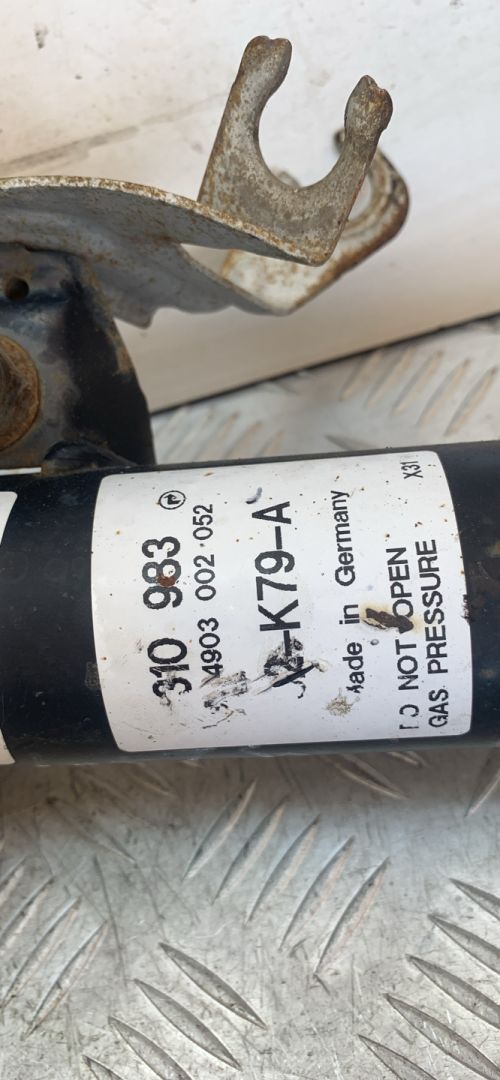 310 983 Ⓟ
4903 002 052
K79-A
Made in Germany
DO NOT OPEN X31
GAS. PRESSURE